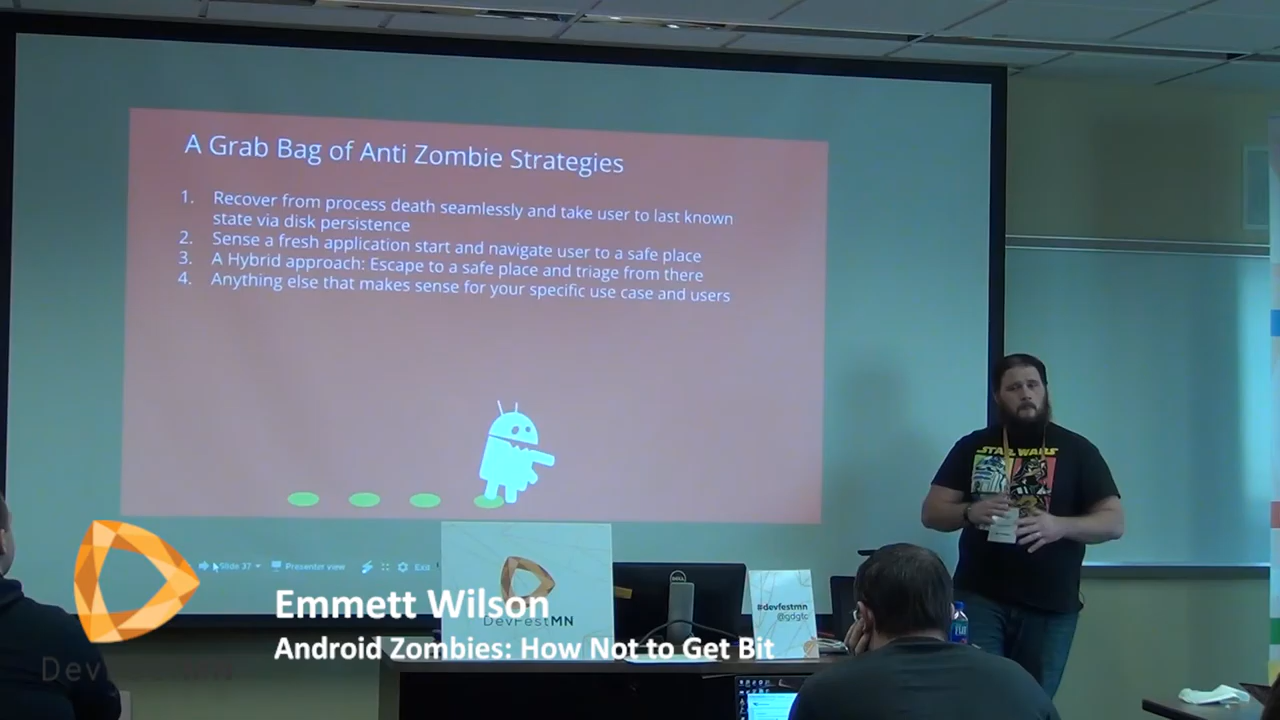 A Grab Bag of Anti Zombie Strategies
1. Recover from process death seamlessly and take user to last known
state via disk persistence
2. Sense a fresh application start and navigate user to a safe place
3. A Hybrid approach: Escape to a safe place and triage from there
4. Anything else that makes sense for your specific use case and users
STAR WARS
Slide 37
Presenter view
Exit
DevFestMN
#devfestmn
@gdgtc
DELL
Emmett Wilson
Android Zombies: How Not to Get Bit
Dev